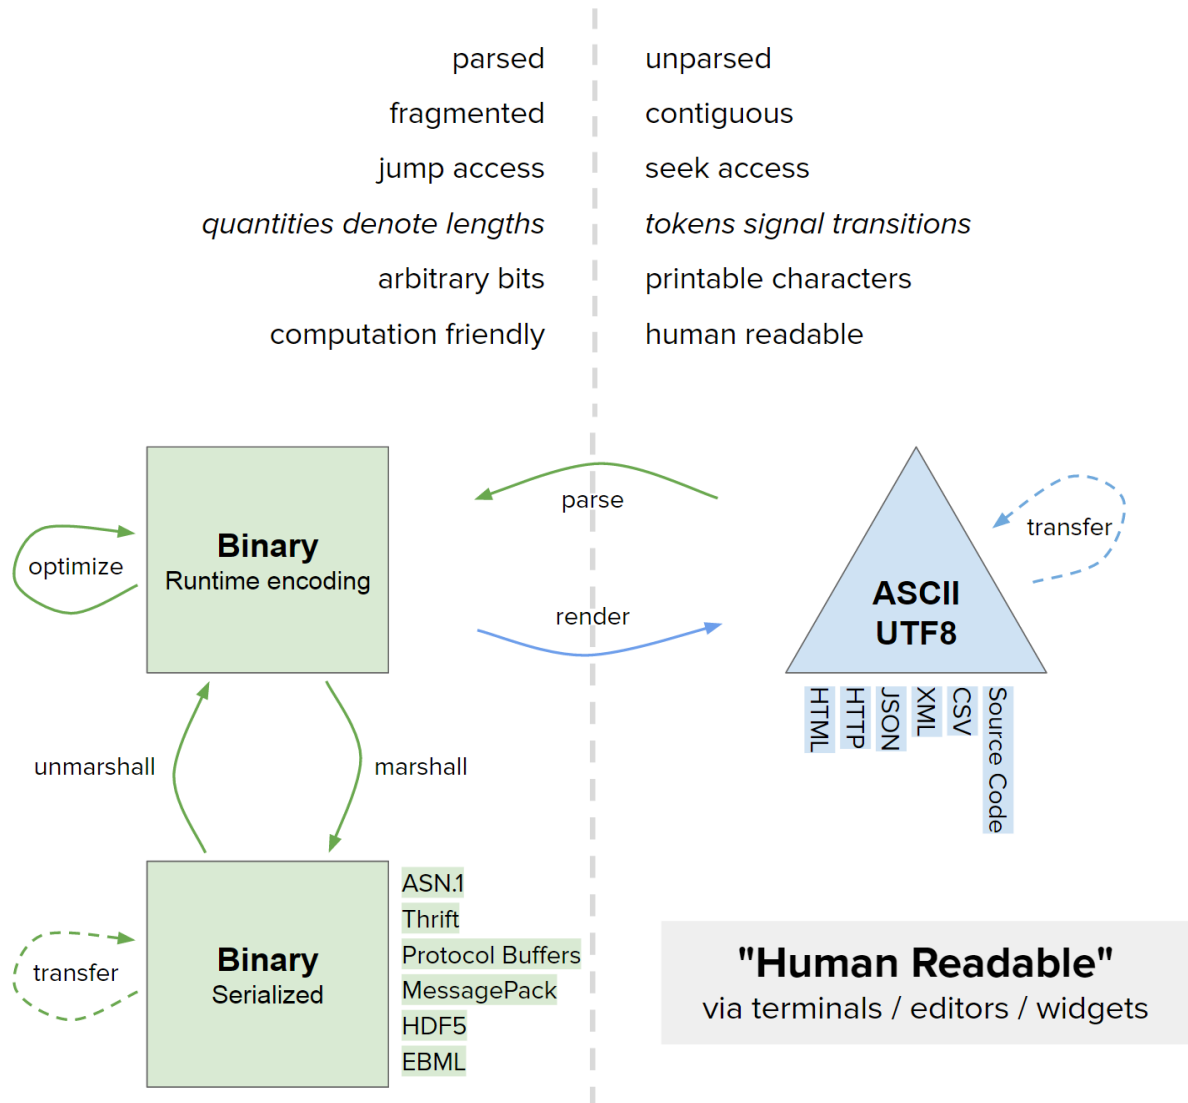 parsed
unparsed
fragmented
contiguous
jump access
seek access
quantities denote lengths
tokens signal transitions
arbitrary bits
printable characters
computation friendly
human readable
parse
optimize
Binary
Runtime encoding
render
ASCII
UTF8
transfer
HTML
HTTP
JSON
XML
CSV
Source Code
unmarshall
marshall
transfer
Binary
Serialized
ASN.1
Thrift
Protocol Buffers
MessagePack
HDF5
EBML
"Human Readable"
via terminals / editors / widgets